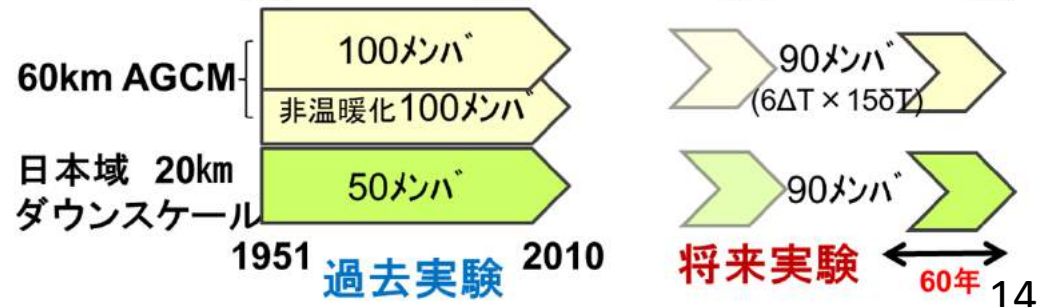 60km AGCM
100メンバ
非温暖化100メンバ
90メンバ
(6ΔT×15δT)
日本域 20km
ダウンスケール
50メンバ
90メンバ
1951
過去実験
2010
将来実験
60年
14